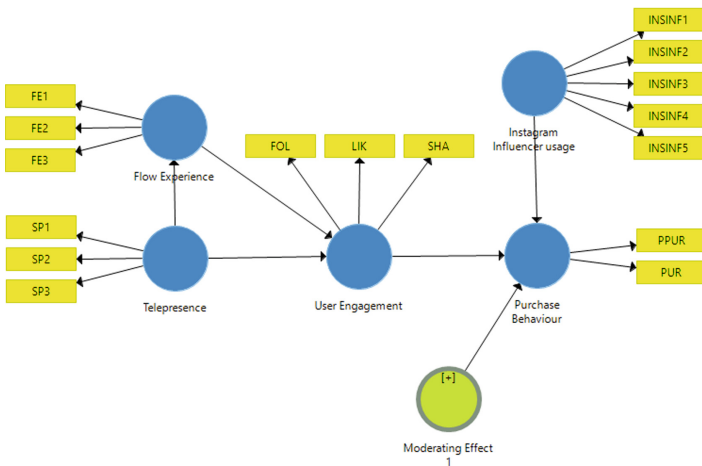 INSINF1
INSINF2
INSINF3
INSINF4
INSINF5
Instagram
Influencer usage
FE1
FE2
FE3
Flow Experience
FOL
LIK
SHA
SP1
SP2
SP3
Telepresence
User Engagement
PPUR
PUR
Purchase
Behaviour
[+]
Moderating Effect
1